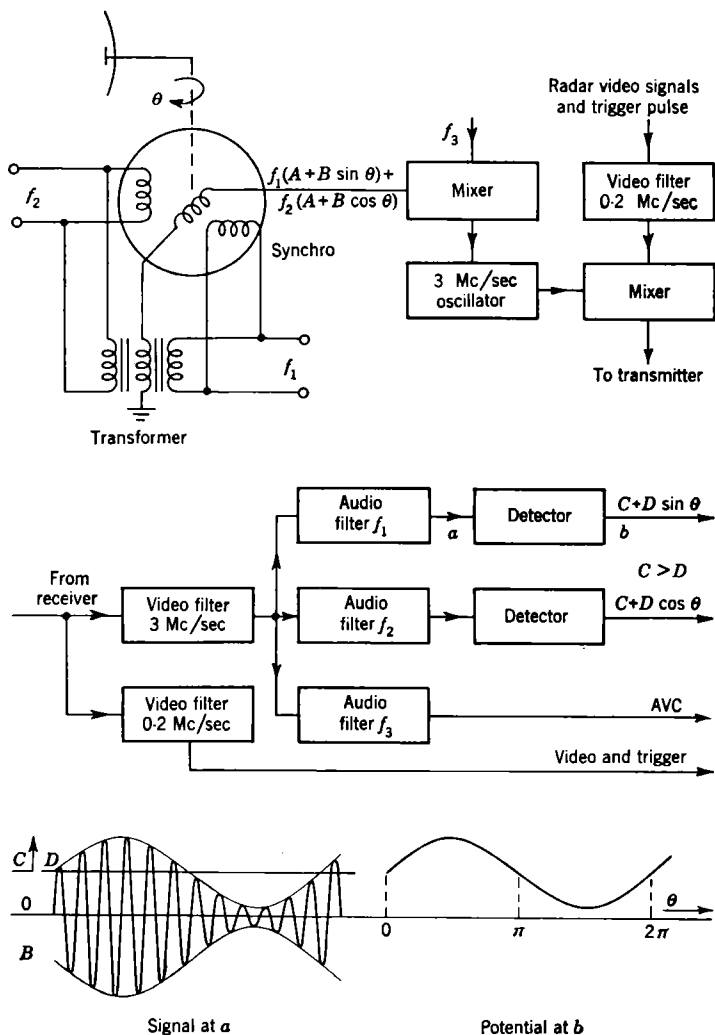 θ
f₂
f₁(A+B sin θ)+
f₂(A+B cos θ)
Synchro
f₁
Transformer
f₃
Mixer
3 Mc/sec
oscillator
Radar video signals
and trigger pulse
Video filter
0·2 Mc/sec
Mixer
To transmitter
Audio
filter f₁
a
Detector
C+D sin θ
b
C>D
From
receiver
Video filter
3 Mc/sec
Audio
filter f₂
Detector
C+D cos θ
Video filter
0·2 Mc/sec
Audio
filter f₃
AVC
Video and trigger
C D
0
B
Signal at a
0 π 2π
θ
Potential at b